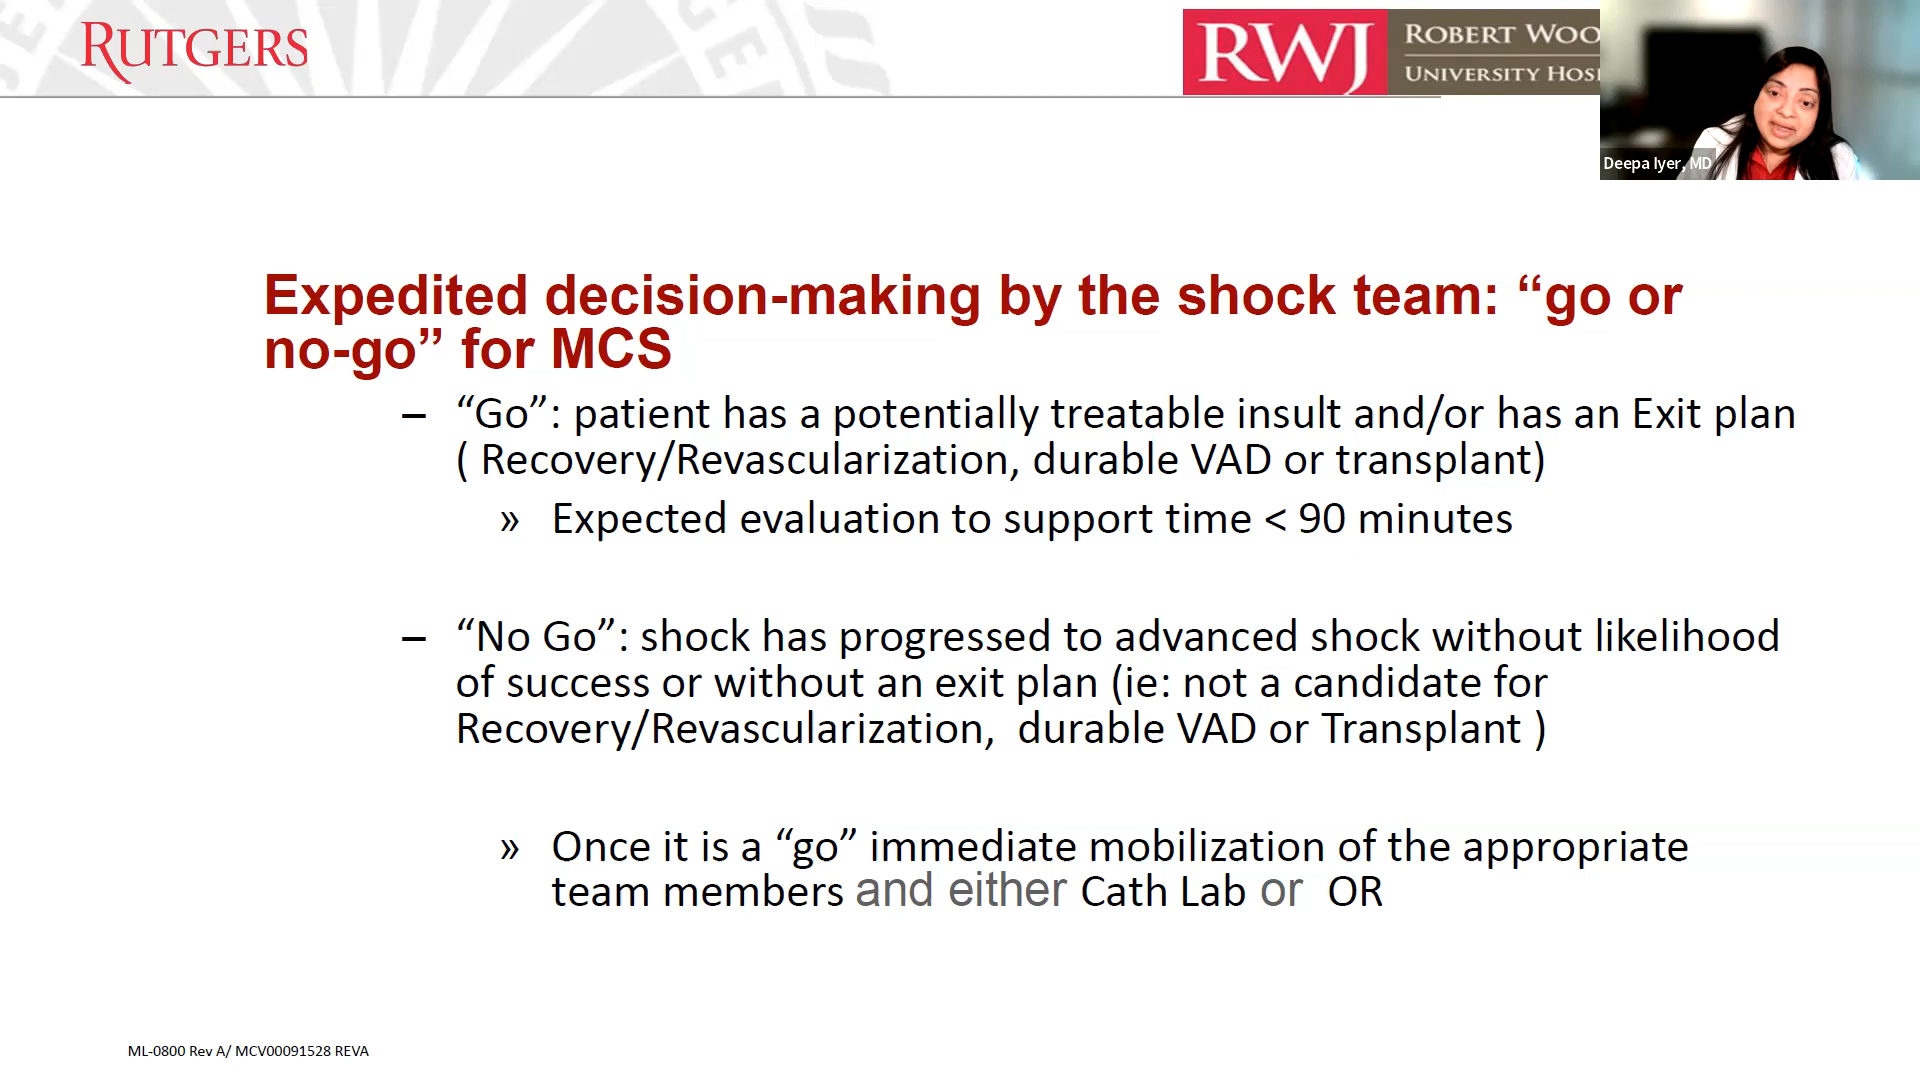 RUTGERS
RWJ
ROBERT WOO
UNIVERSITY HOS
Deepa Iyer, MD
Expedited decision-making by the shock team: “go or
no-go” for MCS
– “Go”: patient has a potentially treatable insult and/or has an Exit plan
( Recovery/Revascularization, durable VAD or transplant)
» Expected evaluation to support time < 90 minutes
– “No Go”: shock has progressed to advanced shock without likelihood
of success or without an exit plan (ie: not a candidate for
Recovery/Revascularization, durable VAD or Transplant )
» Once it is a “go” immediate mobilization of the appropriate
team members and either Cath Lab or OR
ML-0800 Rev A/ MCV00091528 REVA